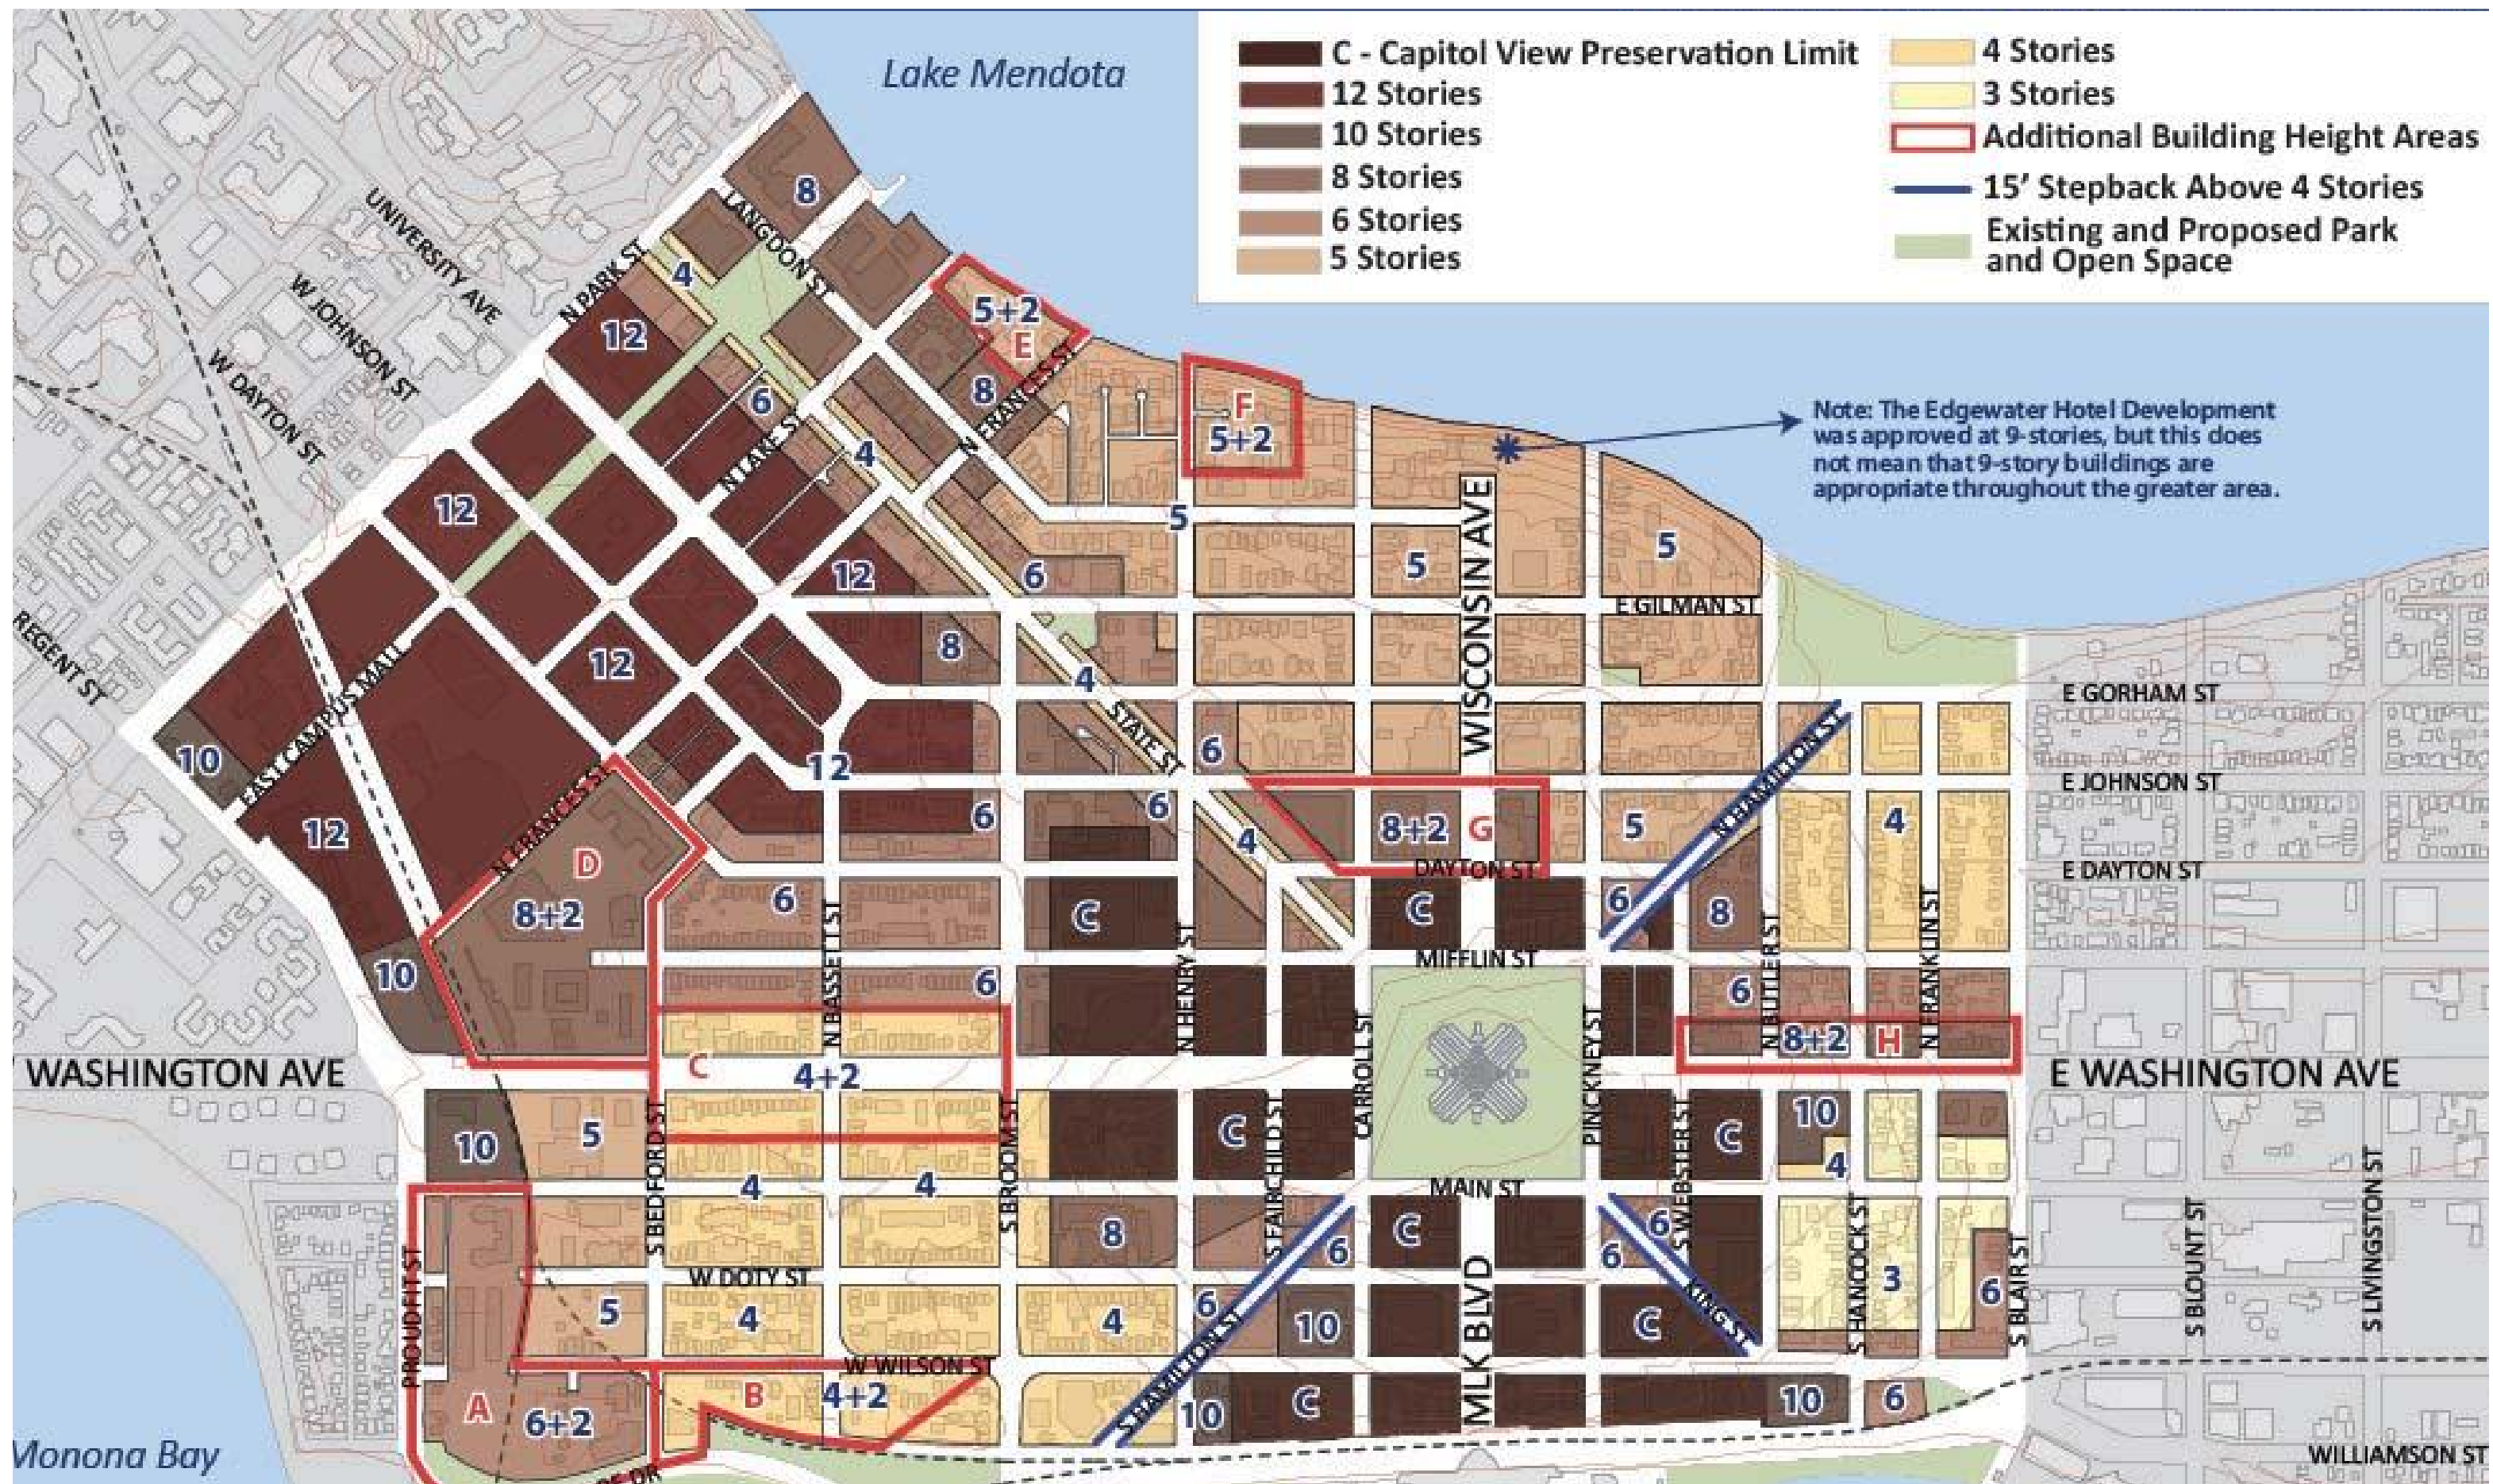 Lake Mendota
C - Capitol View Preservation Limit
12 Stories
10 Stories
8 Stories
6 Stories
5 Stories
4 Stories
3 Stories
Additional Building Height Areas
15' Stepback Above 4 Stories
Existing and Proposed Park
and Open Space
Note: The Edgewater Hotel Development
was approved at 9-stories, but this does
not mean that 9-story buildings are
appropriate throughout the greater area.
8
LANGDON ST
UNIVERSITY AVE
N PARK ST
4
W JOHNSON ST
12
5+2
E
W DAYTON ST
6
8
N FRANCES ST
F
5+2
N LAKE ST
4
12
5
WISCONSIN AVE
5
5
12
6
E GILMAN ST
REGENT ST
12
8
EAST CAMPUS MALL
4
STATE ST
E GORHAM ST
10
6
12
N HAMILTON ST
E JOHNSON ST
12
N FRANCES ST
6
6
4
8+2
G
5
4
D
DAYTON ST
E DAYTON ST
8+2
6
N BASSETT ST
C
N HENRY ST
C
6
8
N BUTLER ST
N FRANKLIN ST
10
MIFFLIN ST
6
6
CARROLL ST
PINCKNEY ST
8+2
H
WASHINGTON AVE
C
4+2
E WASHINGTON AVE
10
5
S BEDFORD ST
S BROOM ST
C
S FAIRCHILD ST
S WEBSTER ST
C
10
4
4
4
MAIN ST
8
C
6
6
6
S HANCOCK ST
S BLOUNT ST
S LIVINGSTON ST
PROUDFIT ST
W DOTY ST
5
4
4
6
S HAMILTON ST
10
MLK BLVD
C
KING ST
3
6
S BLAIR ST
W WILSON ST
A
6+2
B
4+2
10
C
10
6
Monona Bay
DR
WILLIAMSON ST